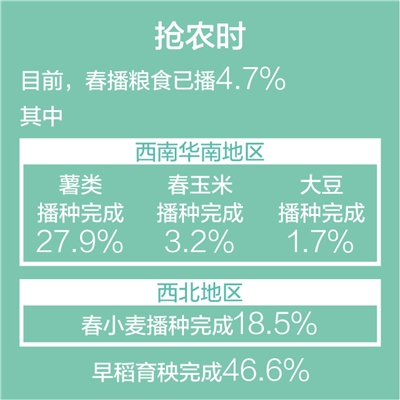 抢农时
目前，春播粮食已播4.7%
其中
西南华南地区
薯类 春玉米 大豆
播种完成 播种完成 播种完成
27.9% 3.2% 1.7%
西北地区
春小麦播种完成18.5%
早稻育秧完成46.6%